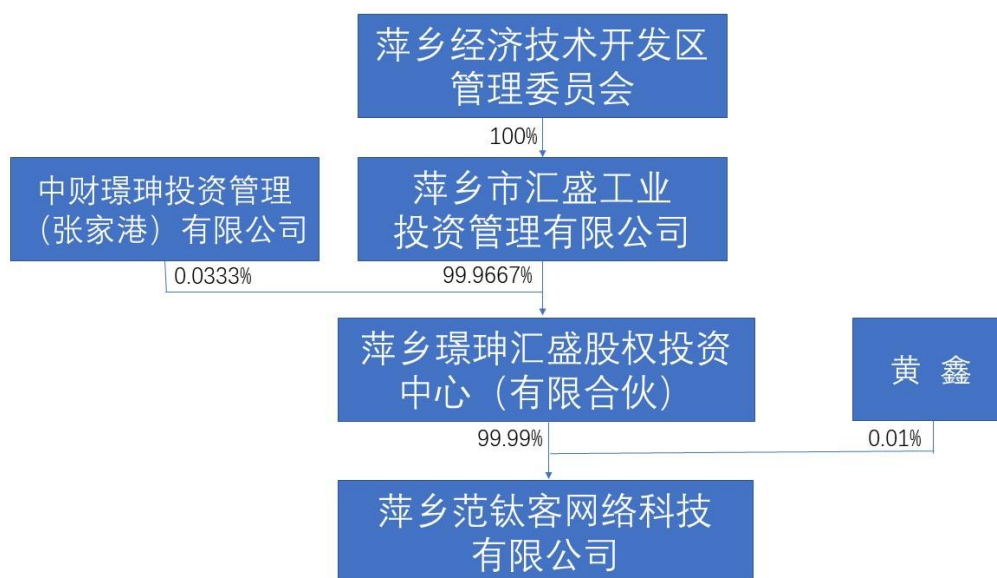 萍乡经济技术开发区
管理委员会
100%
中财璟珅投资管理
（张家港）有限公司
萍乡市汇盛工业
投资管理有限公司
0.0333%
99.9667%
萍乡璟珅汇盛股权投资
中心（有限合伙）
黄 鑫
99.99%
0.01%
萍乡范钛客网络科技
有限公司